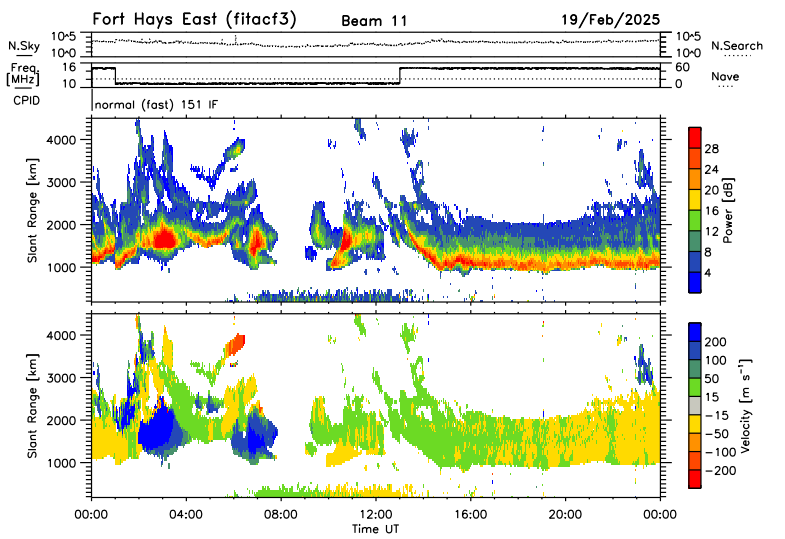 Fort Hays East (fitacf3) Beam 11 19/Feb/2025
N.Sky 10^5 10^5 N.Search
10^0 10^0
Freq. 16 60 Nave
[MHz] 10 0
CPID normal (fast) 151 IF
Slant Range [km]
4000
3000
2000
1000
Power [dB]
28
24
20
16
12
8
4
Slant Range [km]
4000
3000
2000
1000
Velocity [m s⁻¹]
200
100
50
15
-15
-50
-100
-200
00:00 04:00 08:00 12:00 16:00 20:00 00:00
Time UT